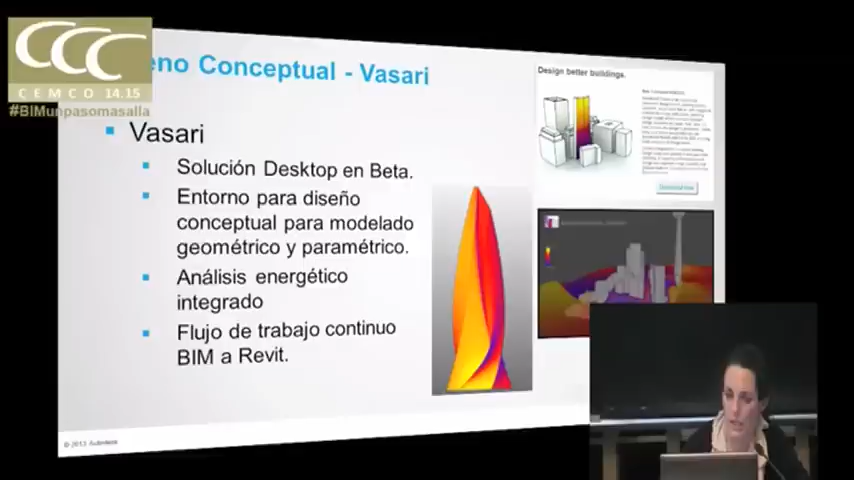 CCC
CEMCO 14.15
#BIMunpasomasalla
Conceptual - Vasari
Vasari
Solución Desktop en Beta.
Entorno para diseño
conceptual para modelado
geométrico y paramétrico.
Análisis energético
integrado
Flujo de trabajo continuo
BIM a Revit.
Design better buildings.
© 2013 Autodesk